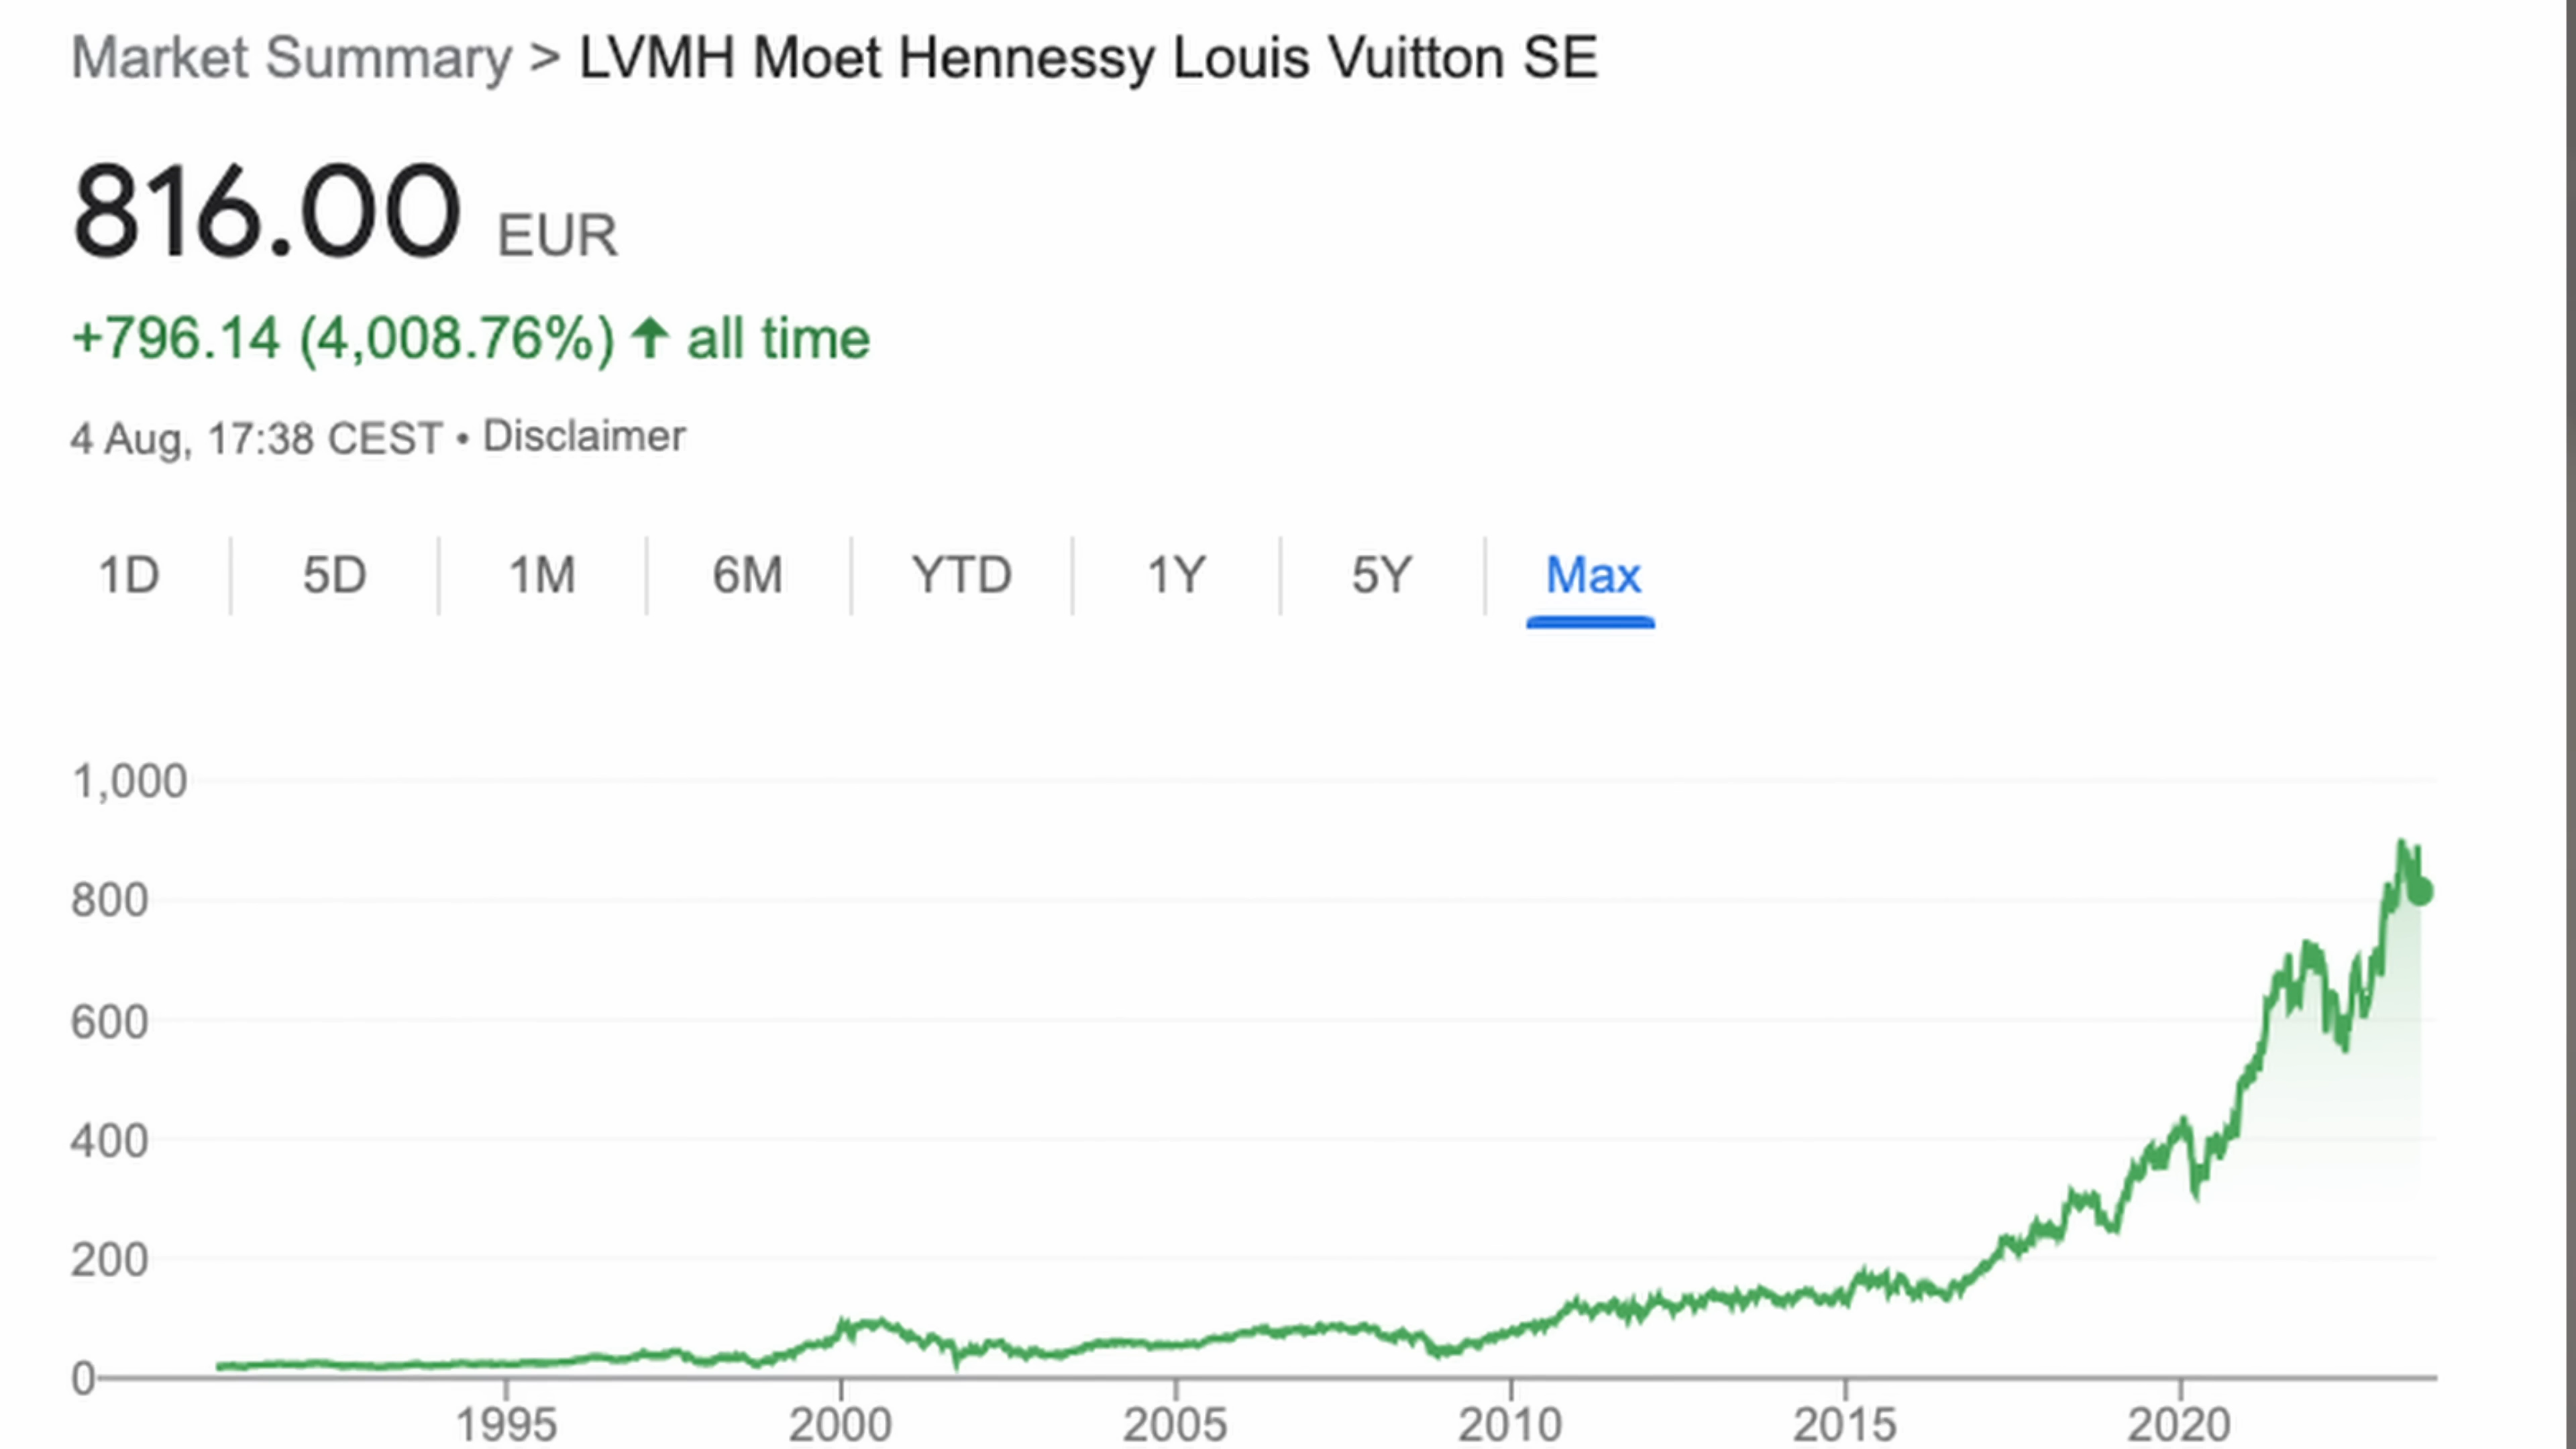 Market Summary > LVMH Moet Hennessy Louis Vuitton SE
816.00 EUR
+796.14 (4,008.76%) ↑ all time
4 Aug, 17:38 CEST • Disclaimer
1D 5D 1M 6M YTD 1Y 5Y Max
1,000
800
600
400
200
0
1995 2000 2005 2010 2015 2020